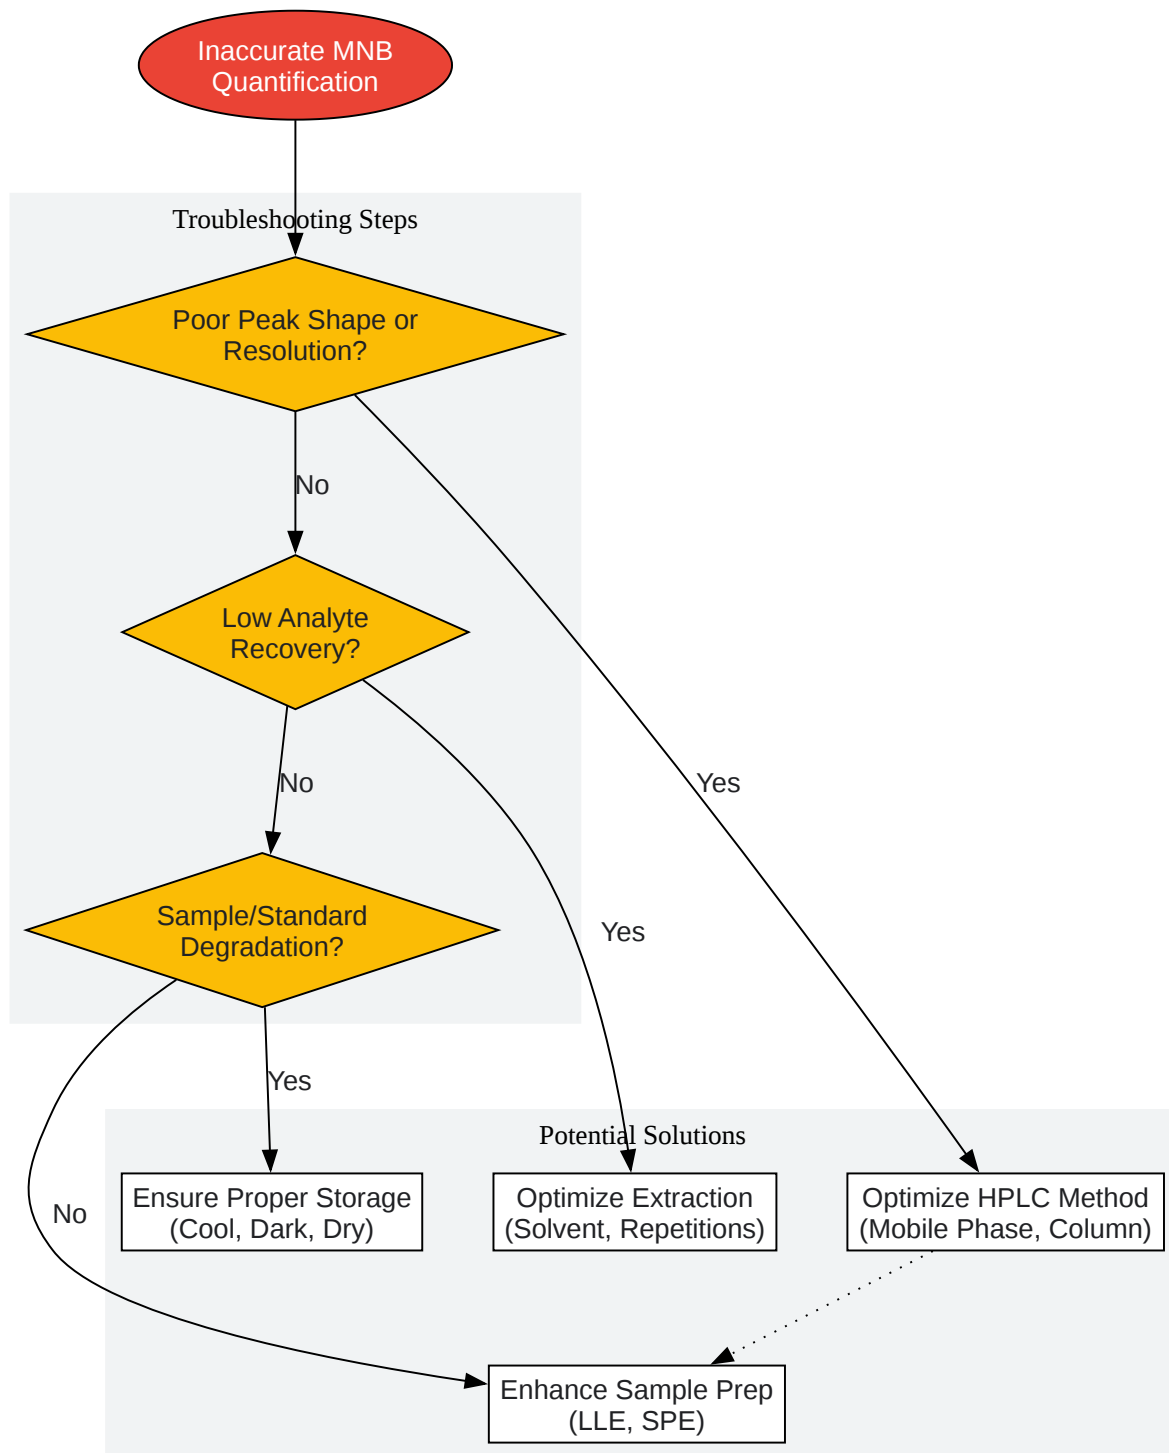 Inaccurate MNB
Quantification
Troubleshooting Steps
Poor Peak Shape or
Resolution?
No
Low Analyte
Recovery?
No
Yes
Sample/Standard
Degradation?
Yes
Yes
Potential Solutions
Ensure Proper Storage
(Cool, Dark, Dry)
Optimize Extraction
(Solvent, Repetitions)
Optimize HPLC Method
(Mobile Phase, Column)
No
Enhance Sample Prep
(LLE, SPE)